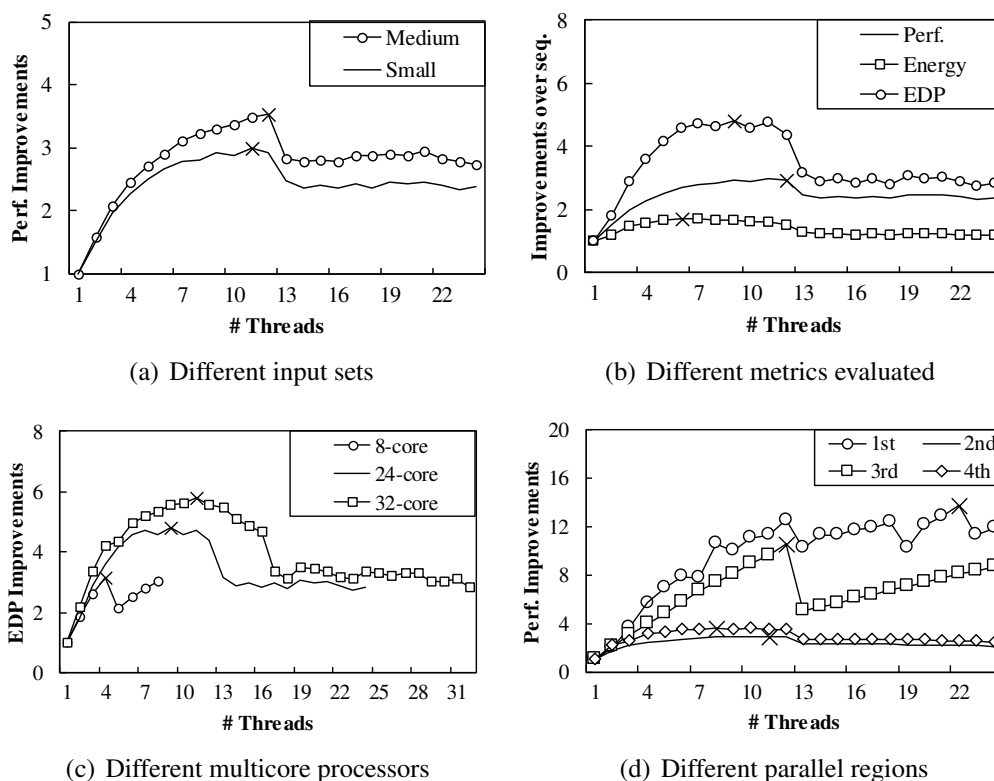 5
4
3
2
1
Perf. Improvements
Medium
Small
1 4 7 10 13 16 19 22
# Threads
(a) Different input sets
8
6
4
2
0
Improvements over seq.
Perf.
Energy
EDP
1 4 7 10 13 16 19 22
# Threads
(b) Different metrics evaluated
8
6
4
2
0
EDP Improvements
8-core
24-core
32-core
1 4 7 10 13 16 19 22 25 28 31
# Threads
(c) Different multicore processors
20
16
12
8
4
0
Perf. Improvements
1st 2nd
3rd 4th
1 4 7 10 13 16 19 22
# Threads
(d) Different parallel regions